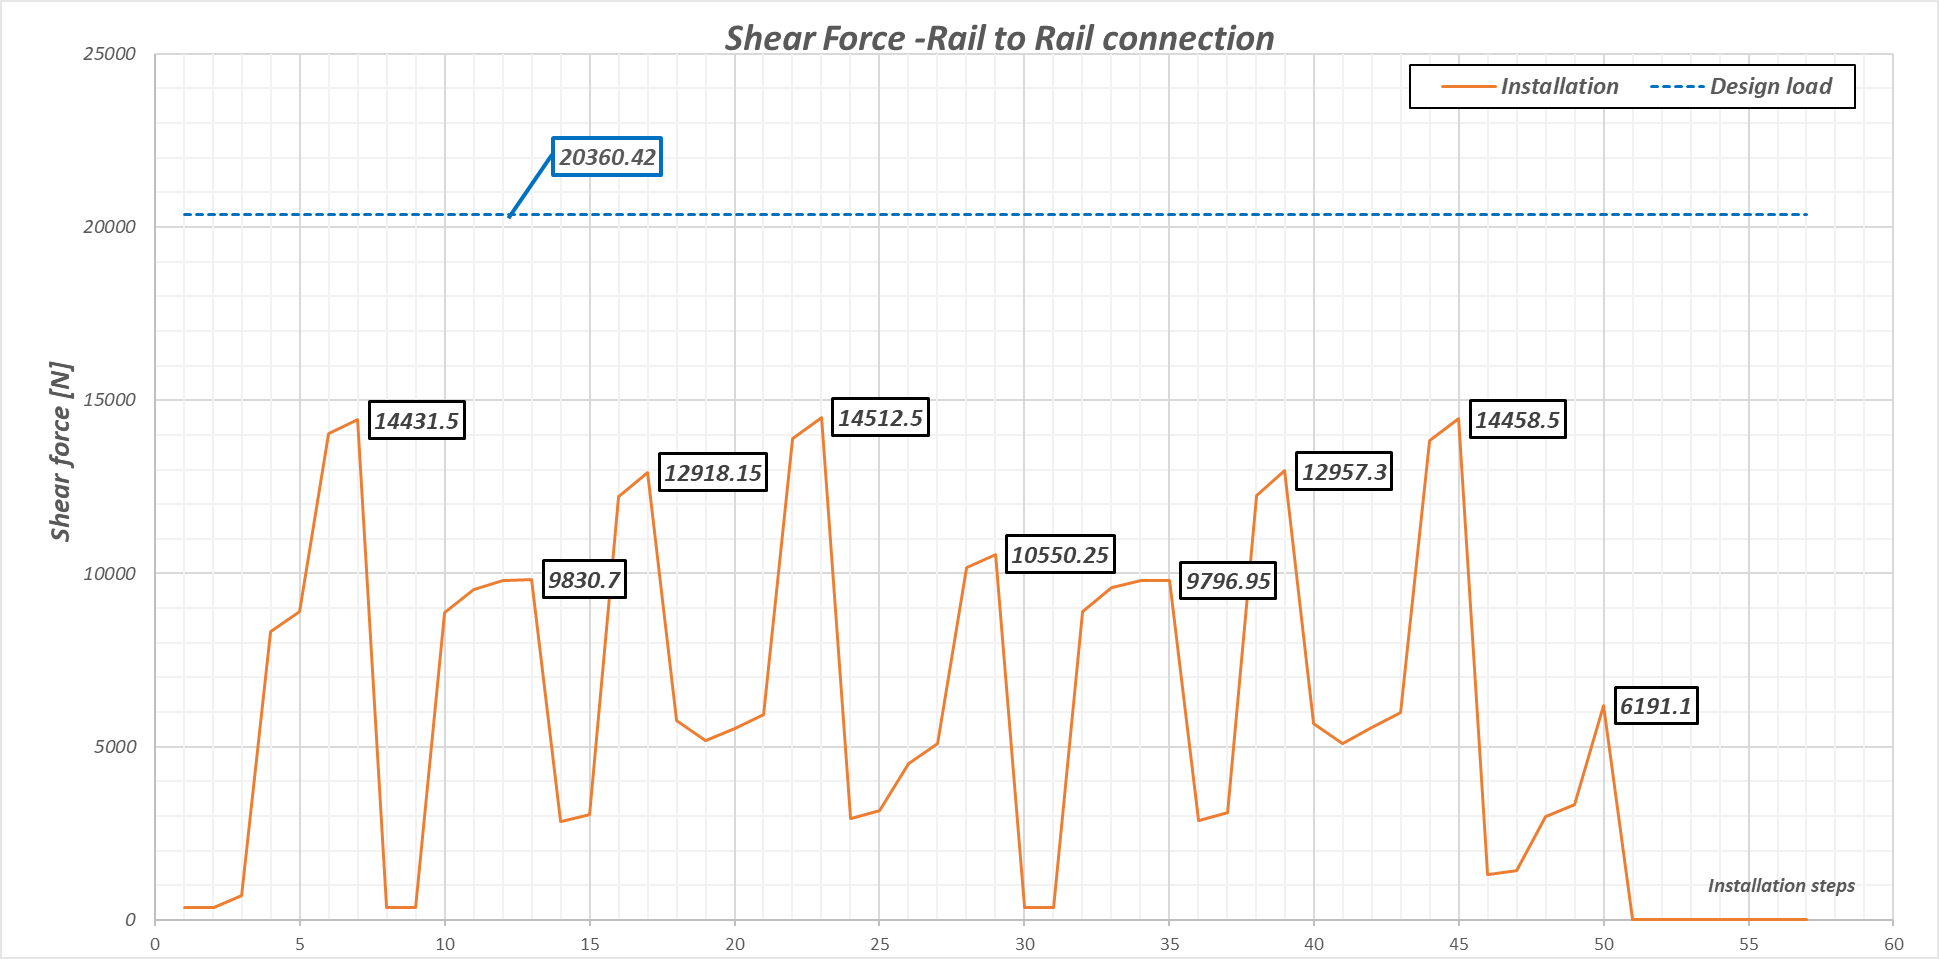 Shear Force -Rail to Rail connection
25000
Installation
Design load
20360.42
20000
Shear force [N]
15000
14431.5
12918.15
14512.5
12957.3
14458.5
10000
9830.7
10550.25
9796.95
5000
6191.1
Installation steps
0
0 5 10 15 20 25 30 35 40 45 50 55 60